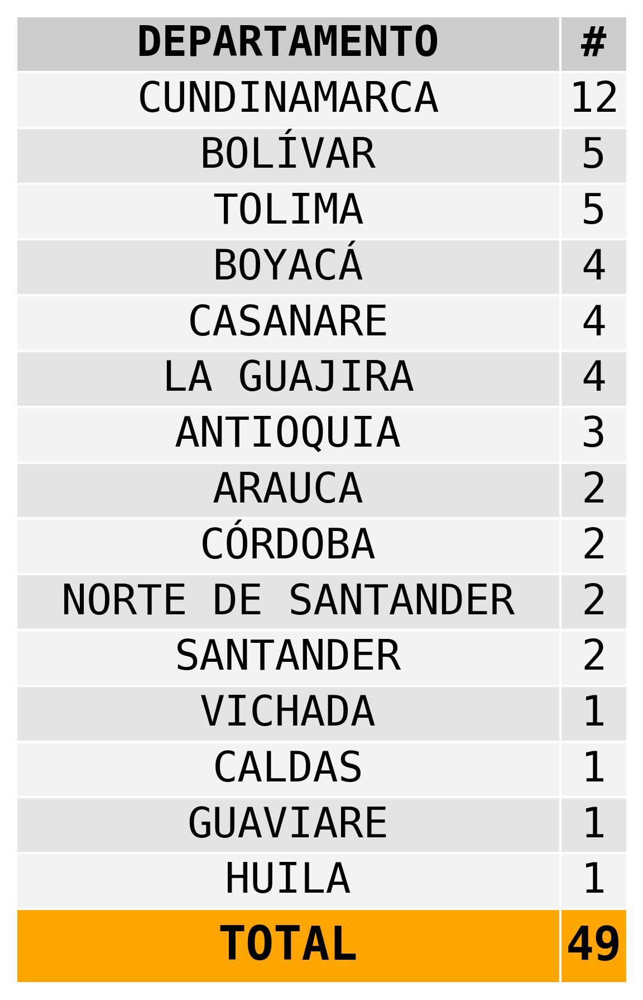 DEPARTAMENTO #
CUNDINAMARCA 12
BOLÍVAR 5
TOLIMA 5
BOYACÁ 4
CASANARE 4
LA GUAJIRA 4
ANTIOQUIA 3
ARAUCA 2
CÓRDOBA 2
NORTE DE SANTANDER 2
SANTANDER 2
VICHADA 1
CALDAS 1
GUAVIARE 1
HUILA 1
TOTAL 49